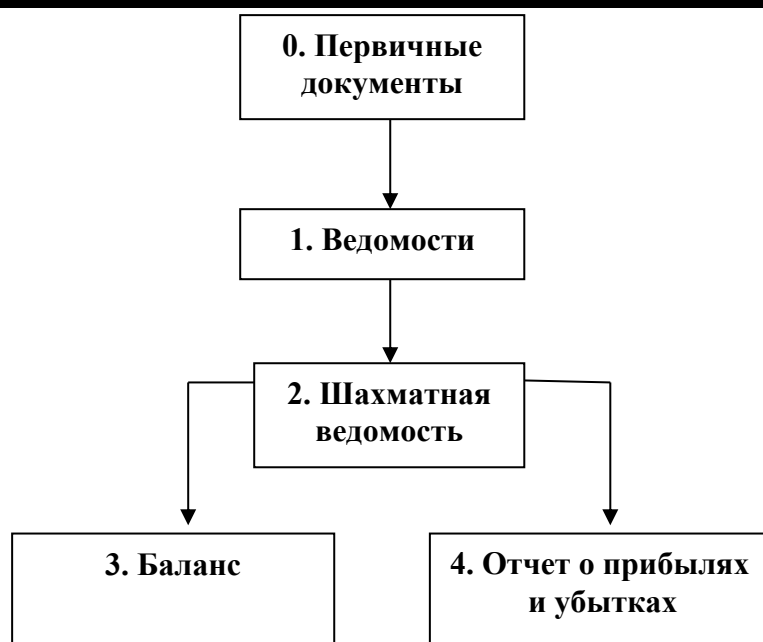 0. Первичные
документы
1. Ведомости
2. Шахматная
ведомость
3. Баланс
4. Отчет о прибылях
и убытках